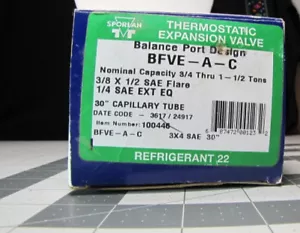 SPORLAN
THERMOSTATIC
EXPANSION VALVE
Balance Port Design
BFVE-A-C
Nominal Capacity 3/4 Thru 1-1/2 Tons
3/8 X 1/2 SAE Flare
1/4 SAE EXT EQ
30" CAPILLARY TUBE
DATE CODE - 3617 / 24917
Item Number: 100446
BFVE-A-C 3X4 SAE 30"
REFRIGERANT 22